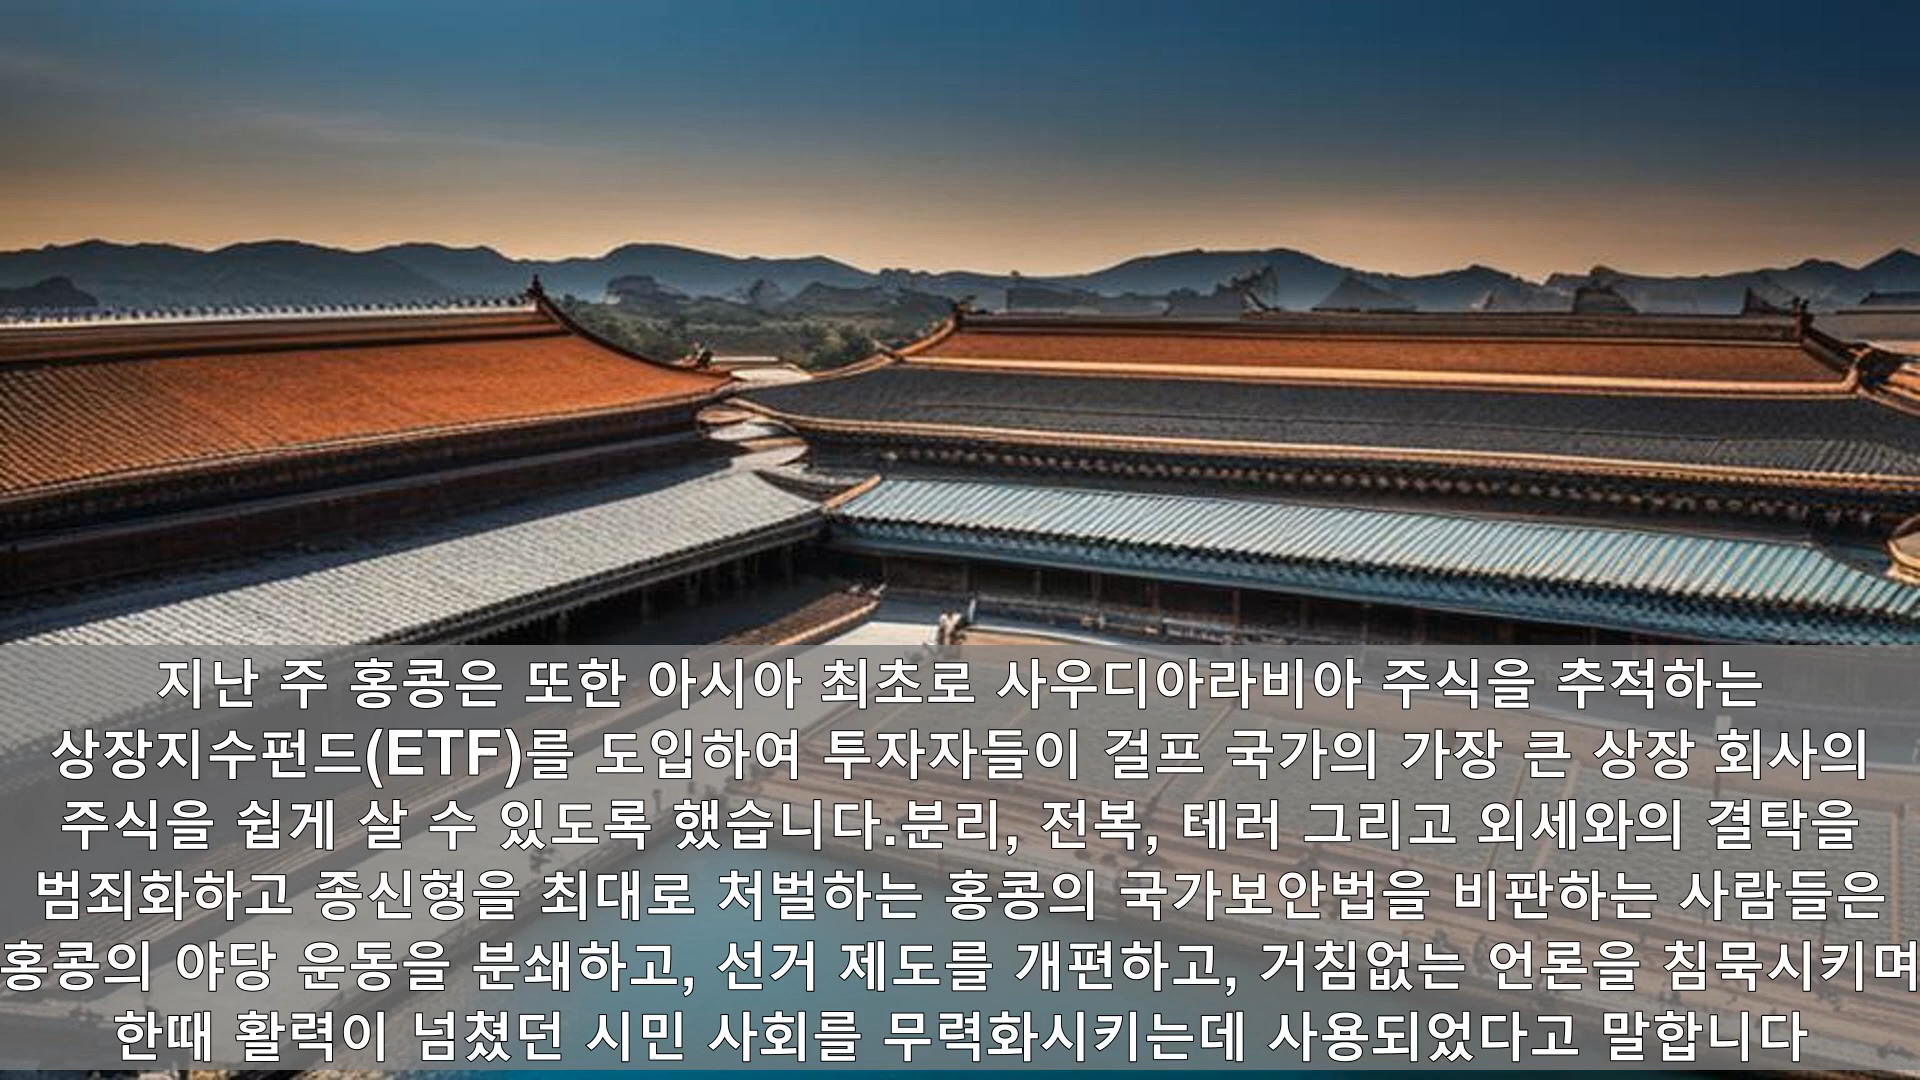 지난 주 홍콩은 또한 아시아 최초로 사우디아라비아 주식을 추적하는
상장지수펀드(ETF)를 도입하여 투자자들이 걸프 국가의 가장 큰 상장 회사의
주식을 쉽게 살 수 있도록 했습니다.분리, 전복, 테러 그리고 외세와의 결탁을
범죄화하고 종신형을 최대로 처벌하는 홍콩의 국가보안법을 비판하는 사람들은
홍콩의 야당 운동을 분쇄하고, 선거 제도를 개편하고, 거침없는 언론을 침묵시키며
한때 활력이 넘쳤던 시민 사회를 무력화시키는데 사용되었다고 말합니다